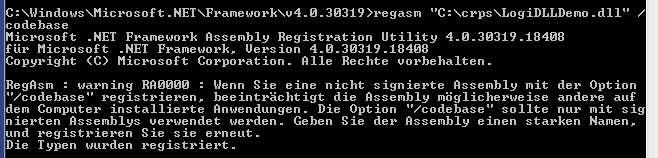 C:\Windows\Microsoft.NET\Framework\v4.0.30319>regasm "C:\crps\LogiDLLDemo.dll" /
codebase
Microsoft .NET Framework Assembly Registration Utility 4.0.30319.18408
für Microsoft .NET Framework, Version 4.0.30319.18408
Copyright (C) Microsoft Corporation. Alle Rechte vorbehalten.
RegAsm : warning RA0000 : Wenn Sie eine nicht signierte Assembly mit der Option
"/codebase" registrieren, beeinträchtigt die Assembly möglicherweise andere auf
dem Computer installierte Anwendungen. Die Option "/codebase" sollte nur mit sig
nierten Assemblys verwendet werden. Geben Sie der Assembly einen starken Namen,
und registrieren Sie sie erneut.
Die Typen wurden registriert.